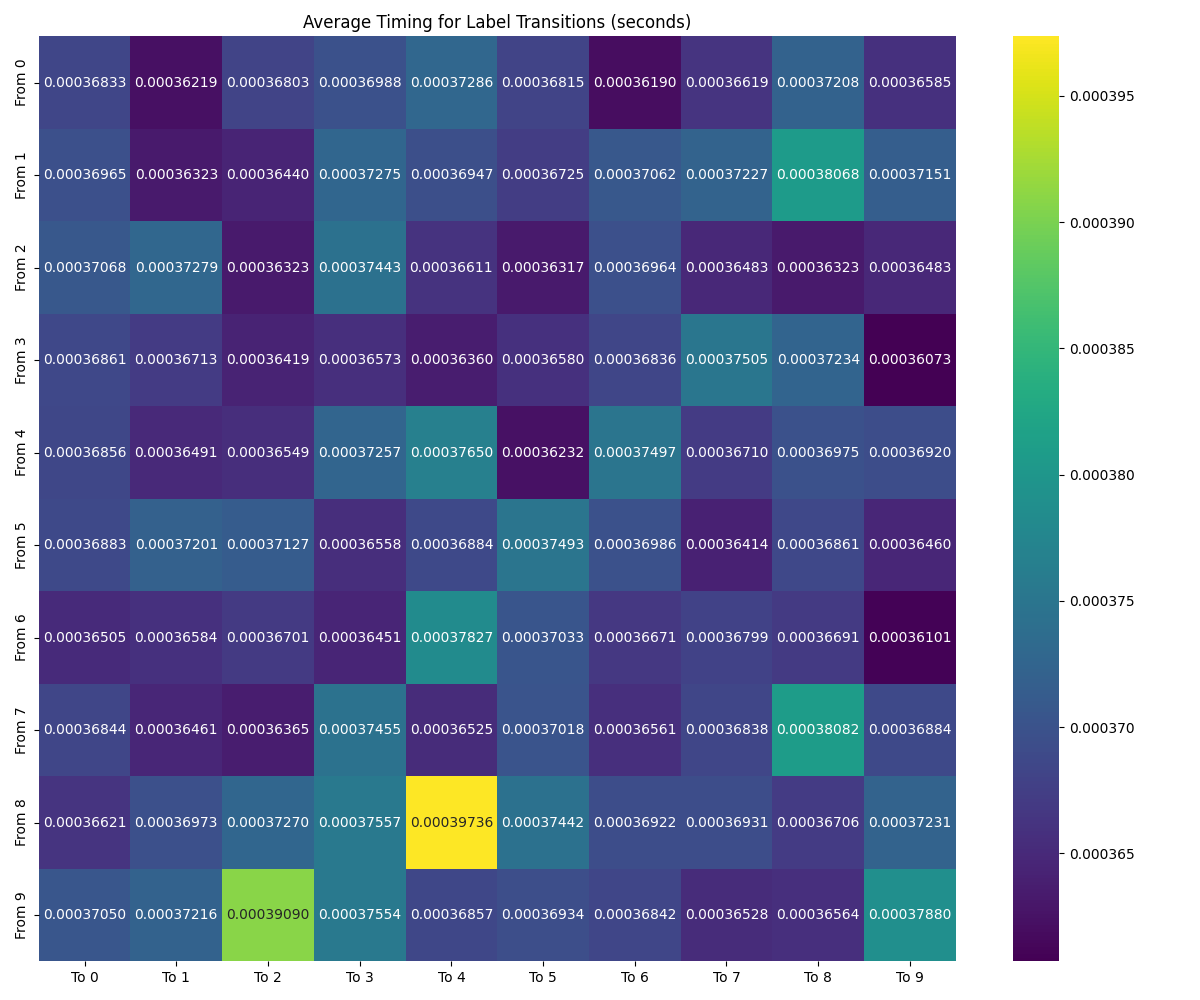 Average Timing for Label Transitions (seconds)
From 0 0.00036833 0.00036219 0.00036803 0.00036988 0.00037286 0.00036815 0.00036190 0.00036619 0.00037208 0.00036585
From 1 0.00036965 0.00036323 0.00036440 0.00037275 0.00036947 0.00036725 0.00037062 0.00037227 0.00038068 0.00037151
From 2 0.00037068 0.00037279 0.00036323 0.00037443 0.00036611 0.00036317 0.00036964 0.00036483 0.00036323 0.00036483
From 3 0.00036861 0.00036713 0.00036419 0.00036573 0.00036360 0.00036580 0.00036836 0.00037505 0.00037234 0.00036073
From 4 0.00036856 0.00036491 0.00036549 0.00037257 0.00037650 0.00036232 0.00037497 0.00036710 0.00036975 0.00036920
From 5 0.00036883 0.00037201 0.00037127 0.00036558 0.00036884 0.00037493 0.00036986 0.00036414 0.00036861 0.00036460
From 6 0.00036505 0.00036584 0.00036701 0.00036451 0.00037827 0.00037033 0.00036671 0.00036799 0.00036691 0.00036101
From 7 0.00036844 0.00036461 0.00036365 0.00037455 0.00036525 0.00037018 0.00036561 0.00036838 0.00038082 0.00036884
From 8 0.00036621 0.00036973 0.00037270 0.00037557 0.00039736 0.00037442 0.00036922 0.00036931 0.00036706 0.00037231
From 9 0.00037050 0.00037216 0.00039090 0.00037554 0.00036857 0.00036934 0.00036842 0.00036528 0.00036564 0.00037880
To 0 To 1 To 2 To 3 To 4 To 5 To 6 To 7 To 8 To 9
0.000395
0.000390
0.000385
0.000380
0.000375
0.000370
0.000365